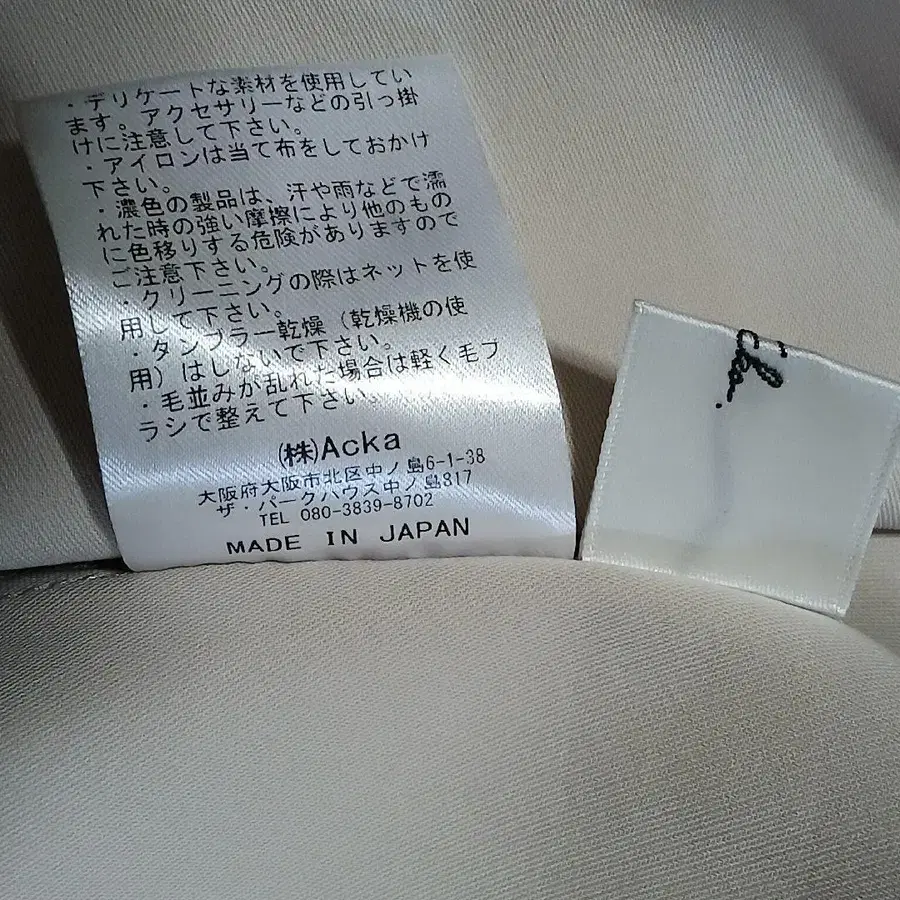 ・デリケートな素材を使用してい
ます。アクセサリーなどの引っ掛
けに注意して下さい。
・アイロンは当て布をしておかけ
下さい。
・濃色の製品は、汗や雨などで濡
れた時の強い摩擦により他のもの
に色移りする危険がありますので
ご注意下さい。
・クリーニングの際はネットを使
用して下さい。
・タンブラー乾燥（乾燥機の使
用）はしないで下さい。
・毛並みが乱れた場合は軽く毛ブ
ラシで整えて下さい。
(株)Acka
大阪府大阪市北区中ノ島6-1-38
ザ・パークハウス中ノ島817
TEL 080-3839-8702
MADE IN JAPAN